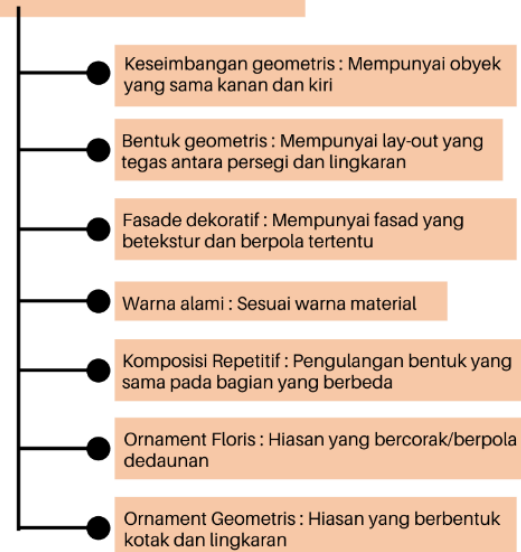 Keseimbangan geometris : Mempunyai obyek
yang sama kanan dan kiri
Bentuk geometris : Mempunyai lay-out yang
tegas antara persegi dan lingkaran
Fasade dekoratif : Mempunyai fasad yang
betekstur dan berpola tertentu
Warna alami : Sesuai warna material
Komposisi Repetitif : Pengulangan bentuk yang
sama pada bagian yang berbeda
Ornament Floris : Hiasan yang bercorak/berpola
dedaunan
Ornament Geometris : Hiasan yang berbentuk
kotak dan lingkaran